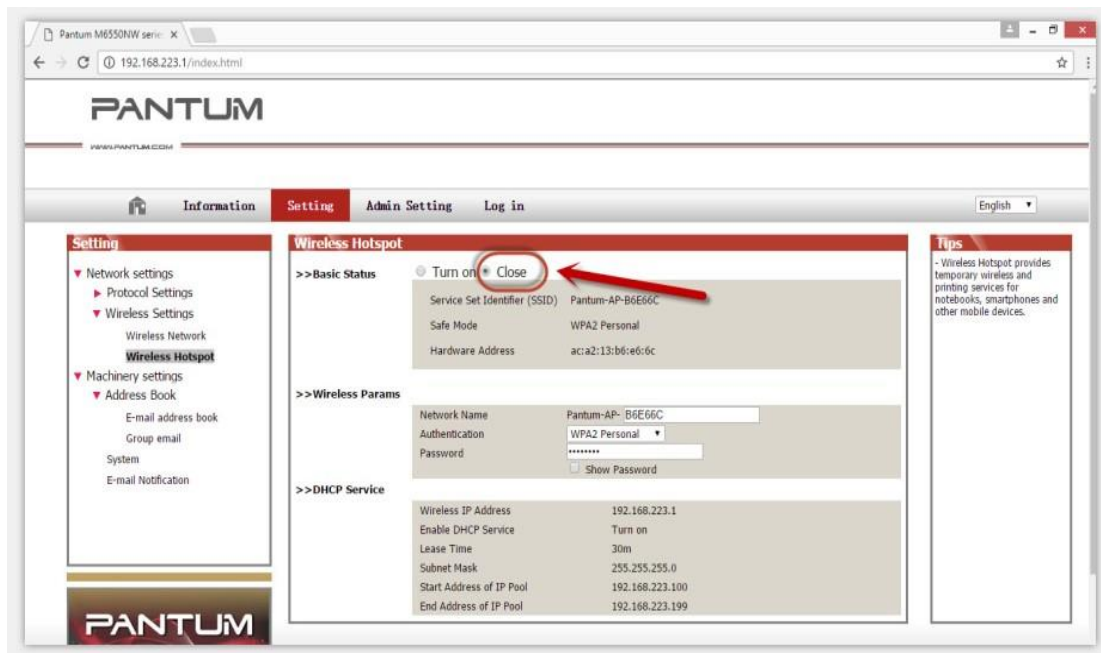 Pantum M6550NW serie
192.168.223.1/index.html
PANTUM
WWW.PANTUM.COM
Information Setting Admin Setting Log in English
Setting
Network settings
Protocol Settings
Wireless Settings
Wireless Network
Wireless Hotspot
Machinery settings
Address Book
E-mail address book
Group email
System
E-mail Notification
PANTUM
Wireless Hotspot
>>Basic Status Turn on Close
Service Set Identifier (SSID) Pantum-AP-B6E66C
Safe Mode WPA2 Personal
Hardware Address ac:a2:13:b6:e6:6c
>>Wireless Params
Network Name Pantum-AP- B6E66C
Authentication WPA2 Personal
Password ••••••••
Show Password
>>DHCP Service
Wireless IP Address 192.168.223.1
Enable DHCP Service Turn on
Lease Time 30m
Subnet Mask 255.255.255.0
Start Address of IP Pool 192.168.223.100
End Address of IP Pool 192.168.223.199
Tips
- Wireless Hotspot provides
temporary wireless and
printing services for
notebooks, smartphones and
other mobile devices.